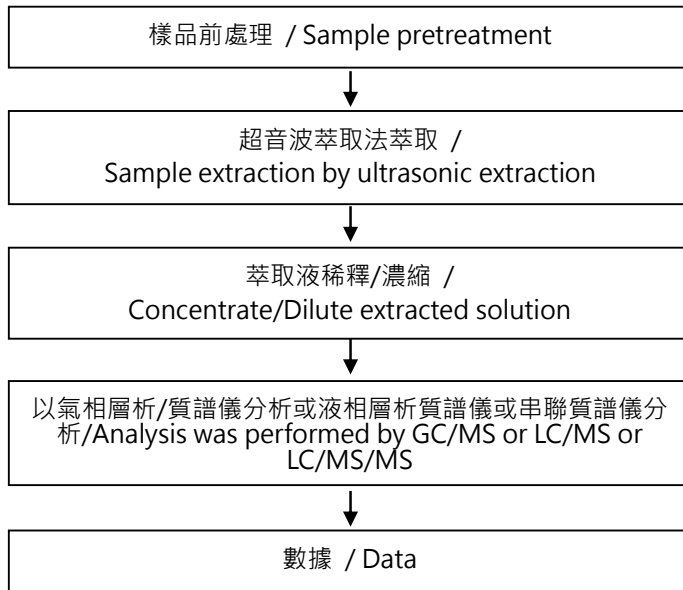 樣品前處理 / Sample pretreatment
超音波萃取法萃取 /
Sample extraction by ultrasonic extraction
萃取液稀釋/濃縮 /
Concentrate/Dilute extracted solution
以氣相層析/質譜儀分析或液相層析質譜儀或串聯質譜儀分
析/Analysis was performed by GC/MS or LC/MS or
LC/MS/MS
數據 / Data